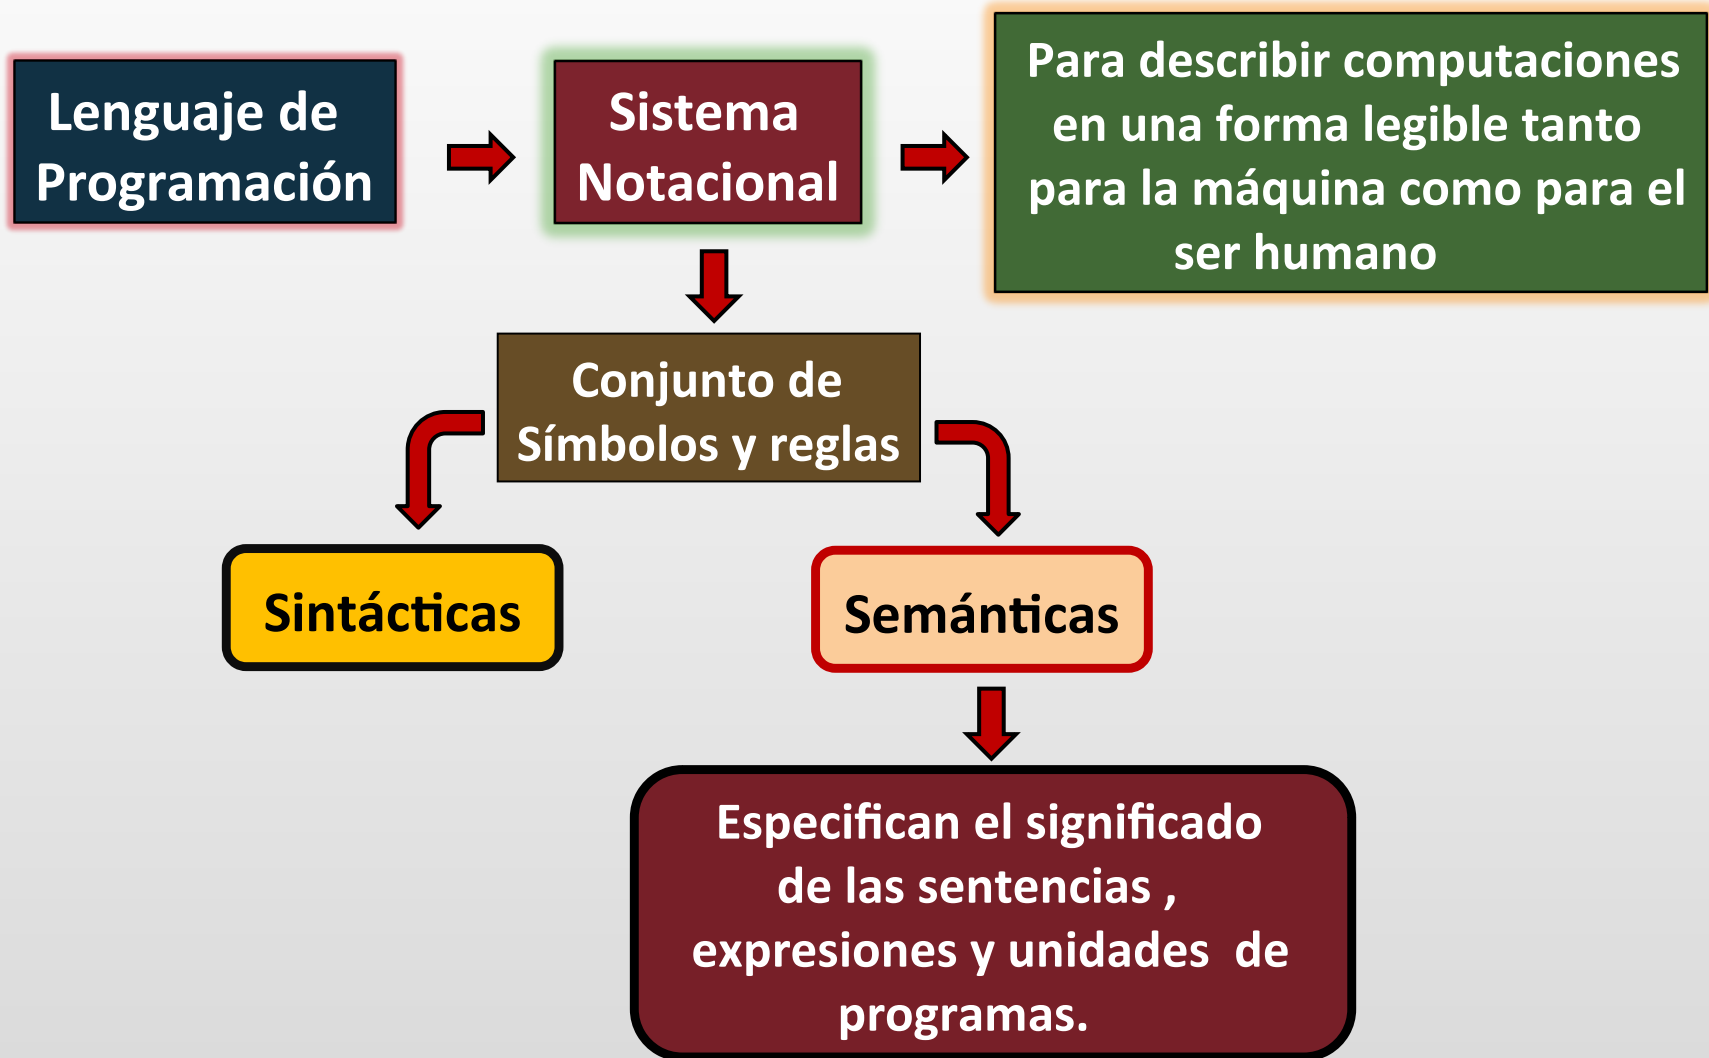 Lenguaje de
Programación
Sistema
Notacional
Para describir computaciones
en una forma legible tanto
para la máquina como para el
ser humano
Conjunto de
Símbolos y reglas
Sintácticas
Semánticas
Especifican el significado
de las sentencias ,
expresiones y unidades de
programas.